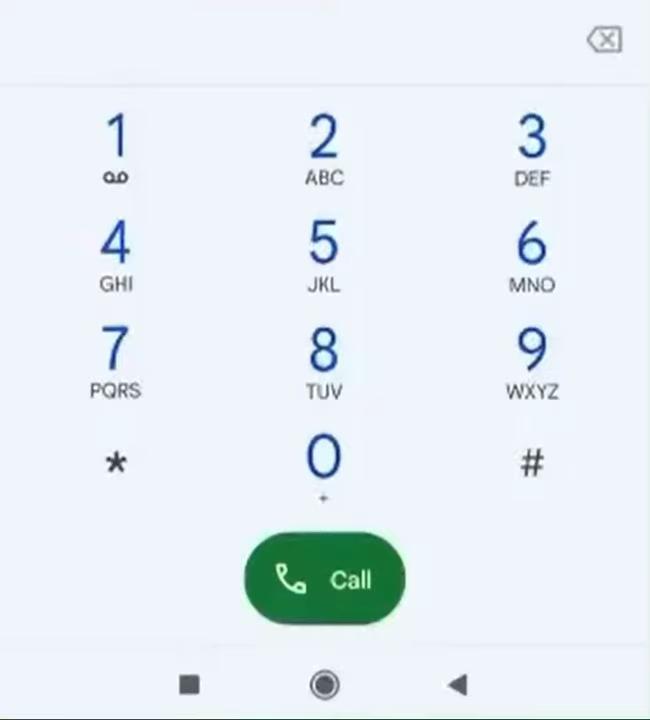 1 2 3
ABC DEF
4 5 6
GHI JKL MNO
7 8 9
PQRS TUV WXYZ
* 0 #
+
Call